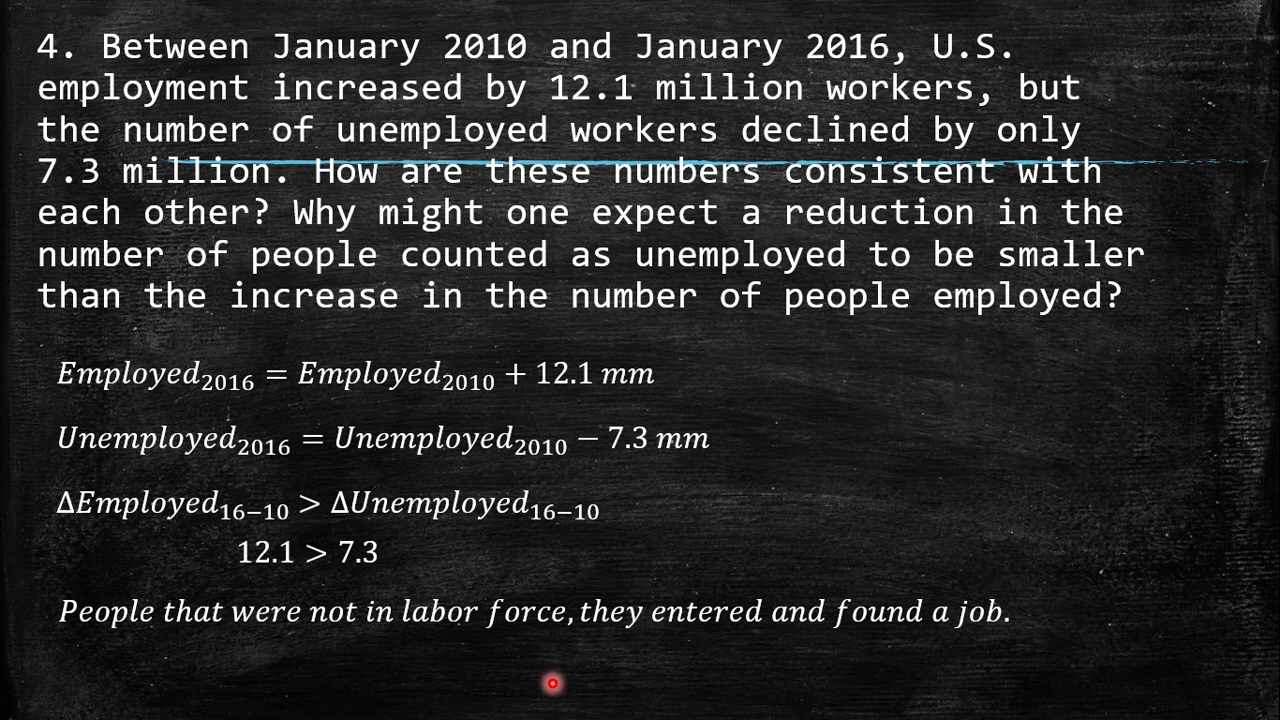 4. Between January 2010 and January 2016, U.S.
employment increased by 12.1 million workers, but
the number of unemployed workers declined by only
7.3 million. How are these numbers consistent with
each other? Why might one expect a reduction in the
number of people counted as unemployed to be smaller
than the increase in the number of people employed?
Employed₂₀₁₆ = Employed₂₀₁₀ + 12.1 mm
Unemployed₂₀₁₆ = Unemployed₂₀₁₀ − 7.3 mm
ΔEmployed₁₆₋₁₀ > ΔUnemployed₁₆₋₁₀
12.1 > 7.3
People that were not in labor force, they entered and found a job.